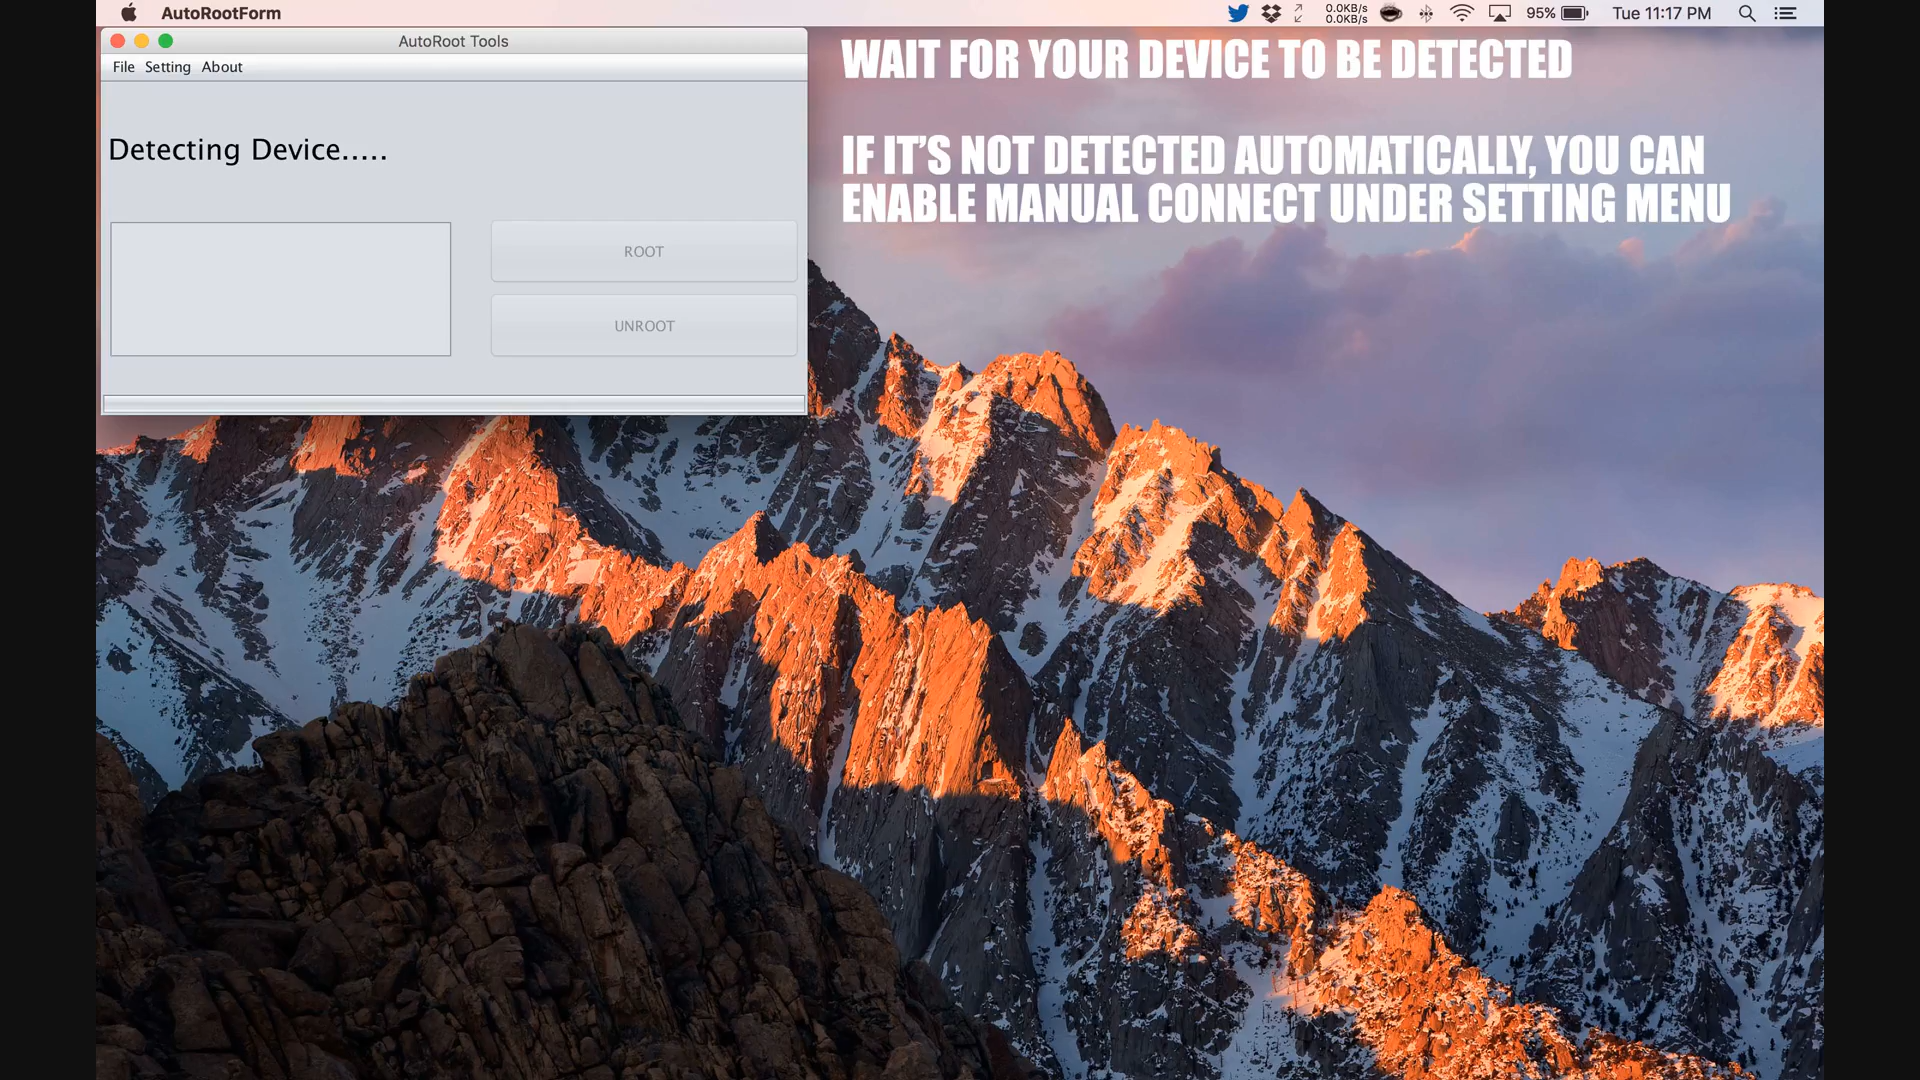 AutoRootForm
0.0KB/s
0.0KB/s
95%
Tue 11:17 PM
AutoRoot Tools
File Setting About
Detecting Device.....
ROOT
UNROOT
WAIT FOR YOUR DEVICE TO BE DETECTED
IF IT'S NOT DETECTED AUTOMATICALLY, YOU CAN
ENABLE MANUAL CONNECT UNDER SETTING MENU